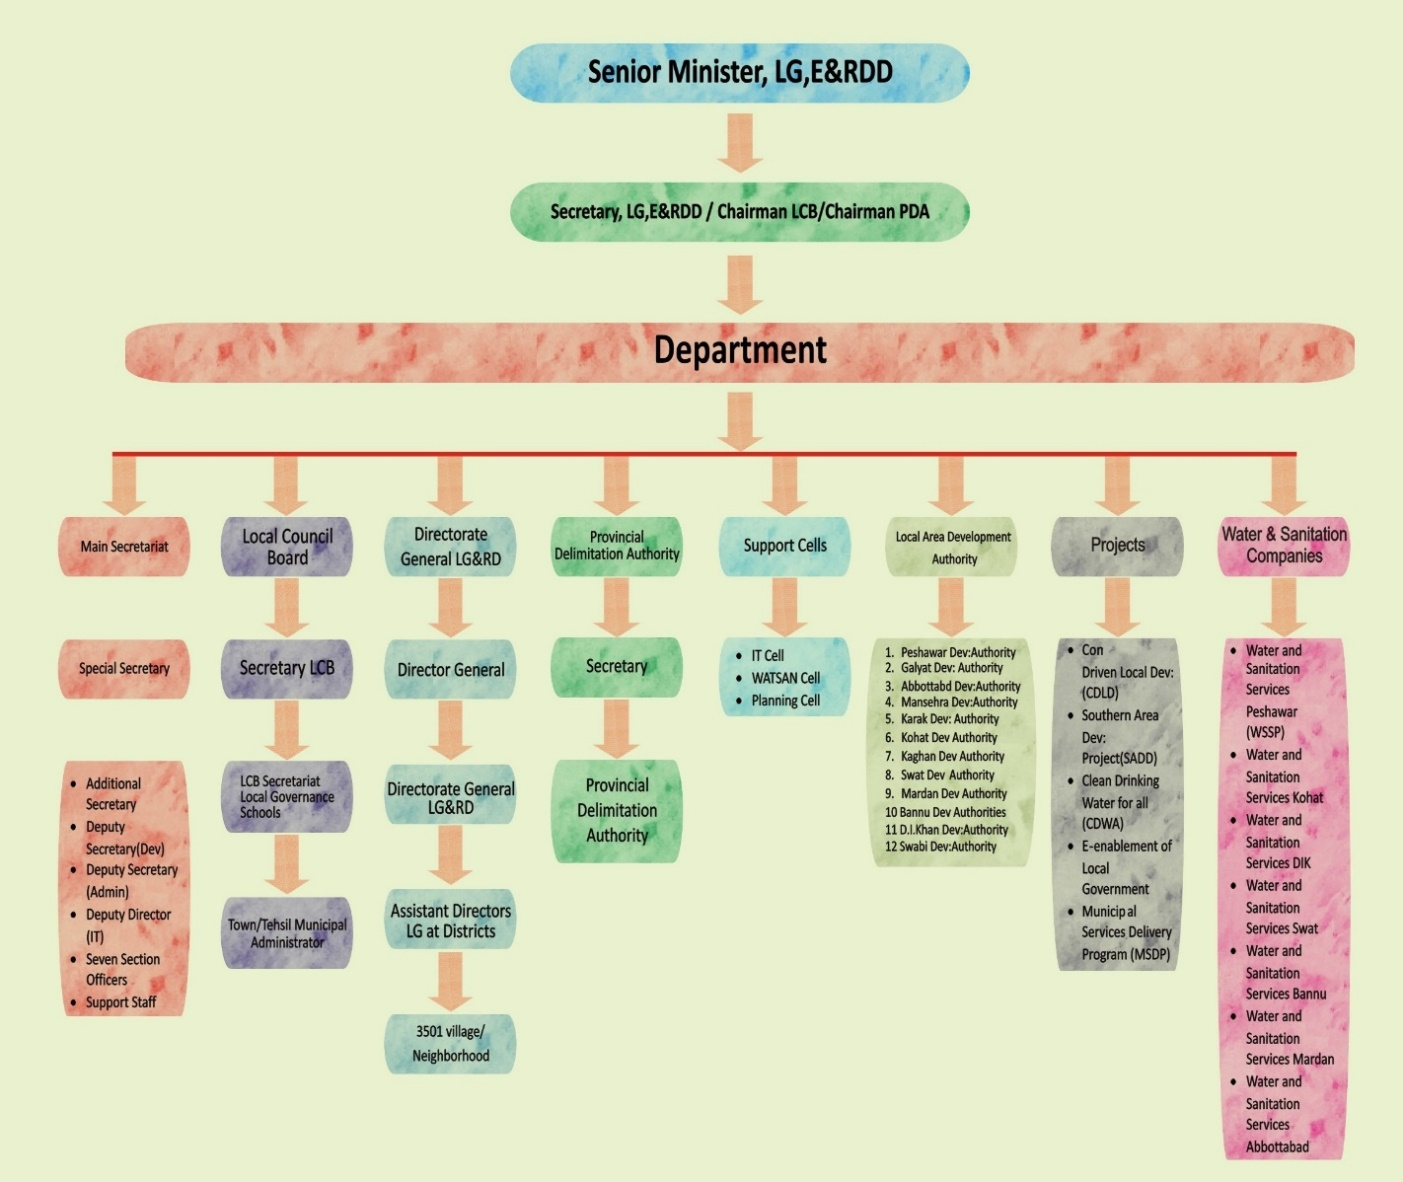 Senior Minister, LG,E&RDD
Secretary, LG,E&RDD / Chairman LCB/Chairman PDA
Department
Main Secretariat
Special Secretary
• Additional
Secretary
• Deputy
Secretary(Dev)
• Deputy Secretary
(Admin)
• Deputy Director
(IT)
• Seven Section
Officers
• Support Staff
Local Council
Board
Secretary LCB
LCB Secretariat
Local Governance
Schools
Town/Tehsil Municipal
Administrator
Directorate
General LG&RD
Director General
Directorate General
LG&RD
Assistant Directors
LG at Districts
3501 village/
Neighborhood
Provincial
Delimitation Authority
Secretary
Provincial
Delimitation
Authority
Support Cells
• IT Cell
• WATSAN Cell
• Planning Cell
Local Area Development
Authority
1. Peshawar Dev:Authority
2. Galyat Dev: Authority
3. Abbottabd Dev:Authority
4. Mansehra Dev:Authority
5. Karak Dev: Authority
6. Kohat Dev Authority
7. Kaghan Dev Authority
8. Swat Dev Authority
9. Mardan Dev Authority
10 Bannu Dev Authorities
11 D.I.Khan Dev:Authority
12 Swabi Dev:Authority
Projects
• Con
Driven Local Dev:
(CDLD)
• Southern Area
Dev:
Project(SADD)
• Clean Drinking
Water for all
(CDWA)
• E-enablement of
Local
Government
• Municipal
Services Delivery
Program (MSDP)
Water & Sanitation
Companies
• Water and
Sanitation
Services
Peshawar
(WSSP)
• Water and
Sanitation
Services Kohat
• Water and
Sanitation
Services DIK
• Water and
Sanitation
Services Swat
• Water and
Sanitation
Services Bannu
• Water and
Sanitation
Services Mardan
• Water and
Sanitation
Services
Abbottabad